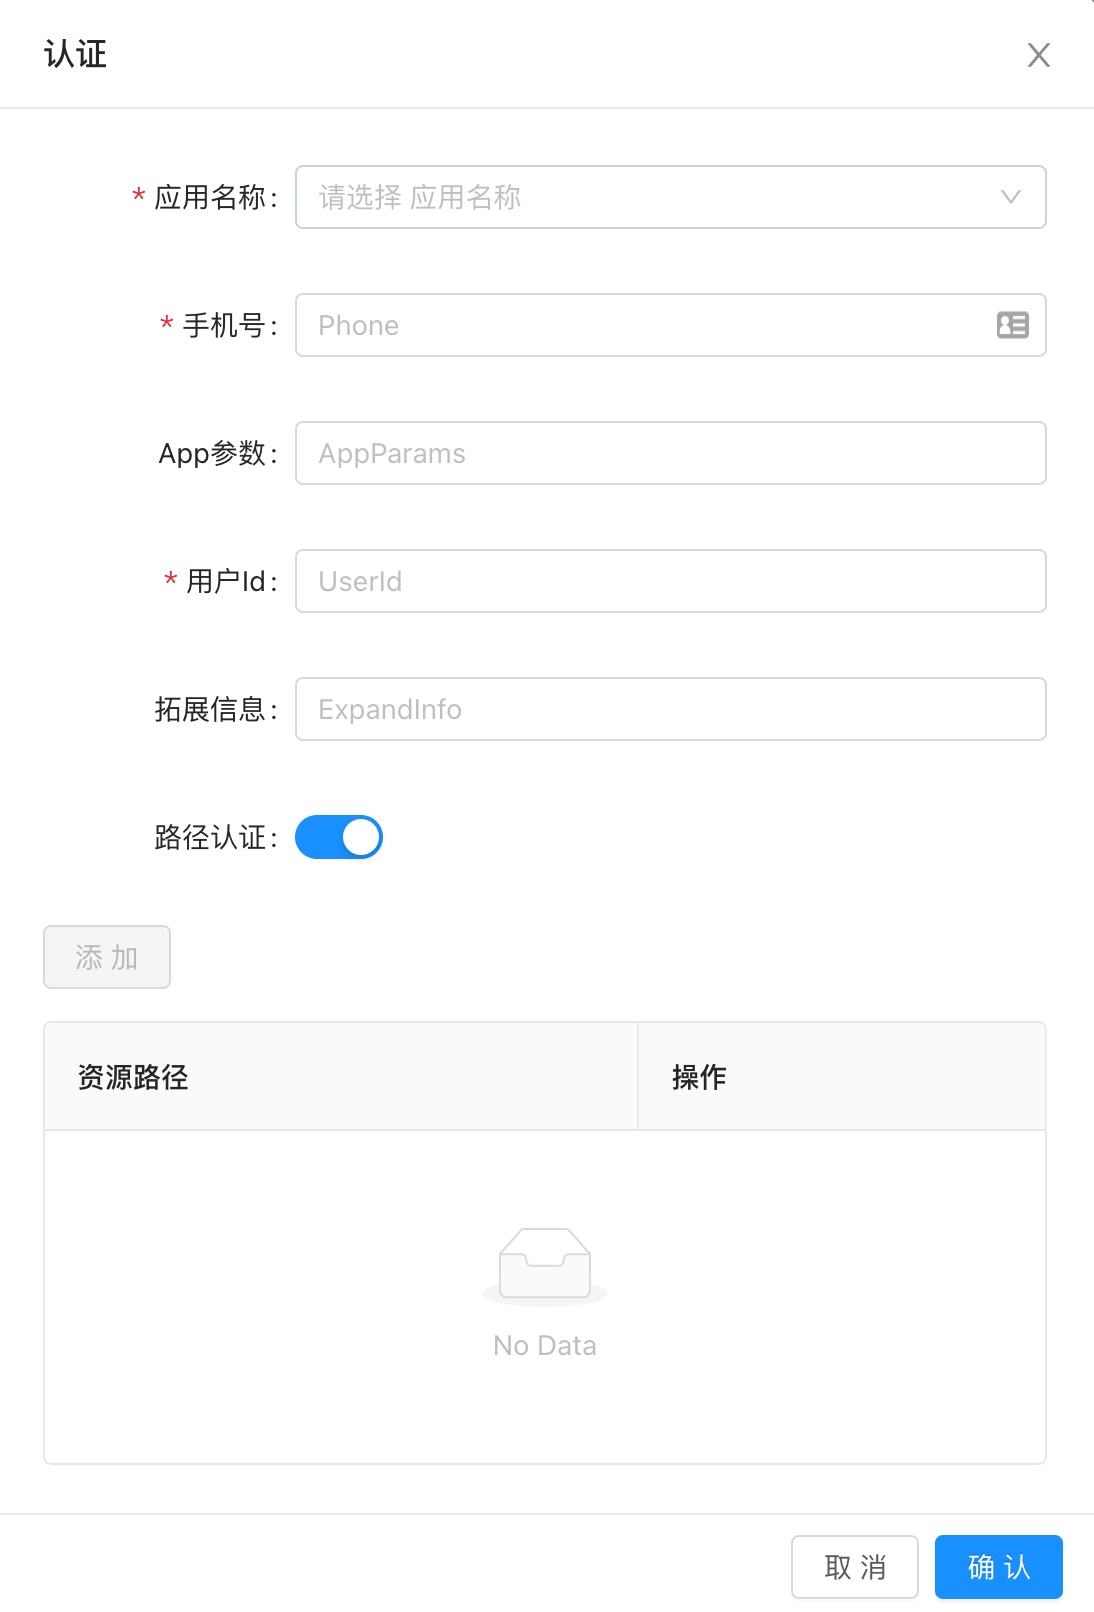 认证
* 应用名称: 请选择 应用名称
* 手机号: Phone
App参数: AppParams
* 用户Id: UserId
拓展信息: ExpandInfo
路径认证:
添 加
资源路径 操作
No Data
取 消 确 认